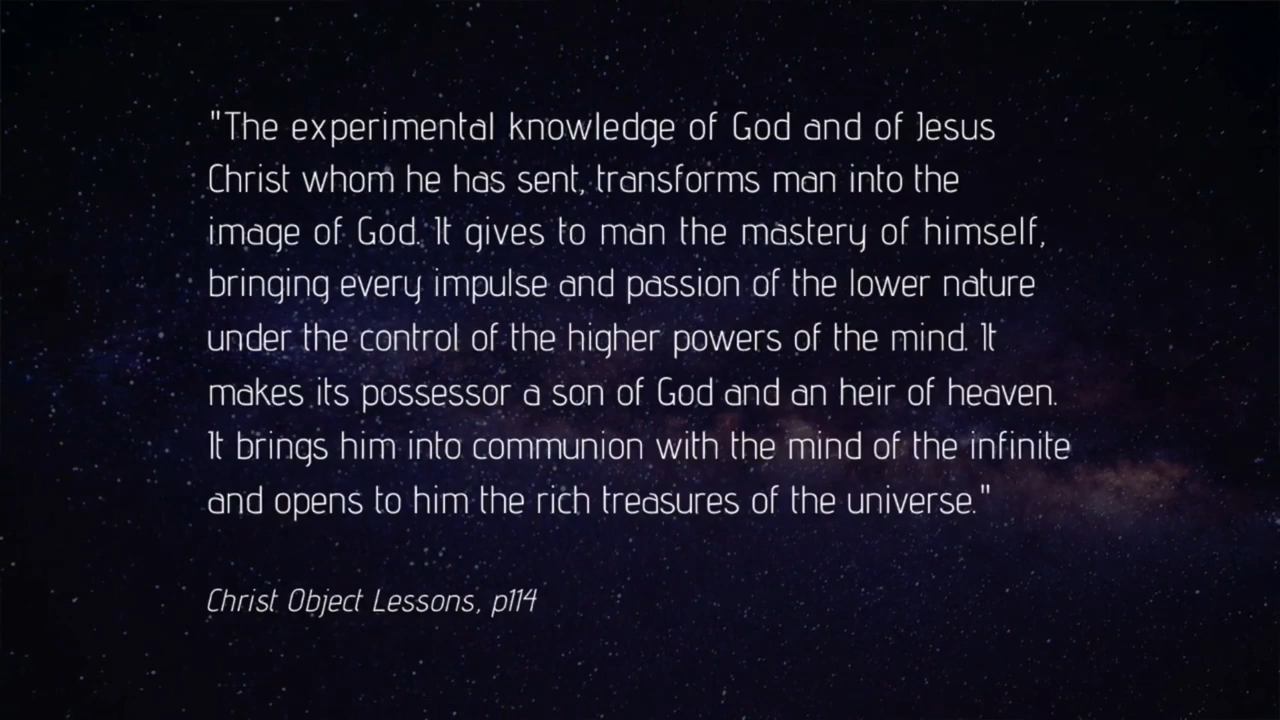 "The experimental knowledge of God and of Jesus
Christ whom he has sent, transforms man into the
image of God. It gives to man the mastery of himself,
bringing every impulse and passion of the lower nature
under the control of the higher powers of the mind. It
makes its possessor a son of God and an heir of heaven.
It brings him into communion with the mind of the infinite
and opens to him the rich treasures of the universe."
Christ Object Lessons, p114